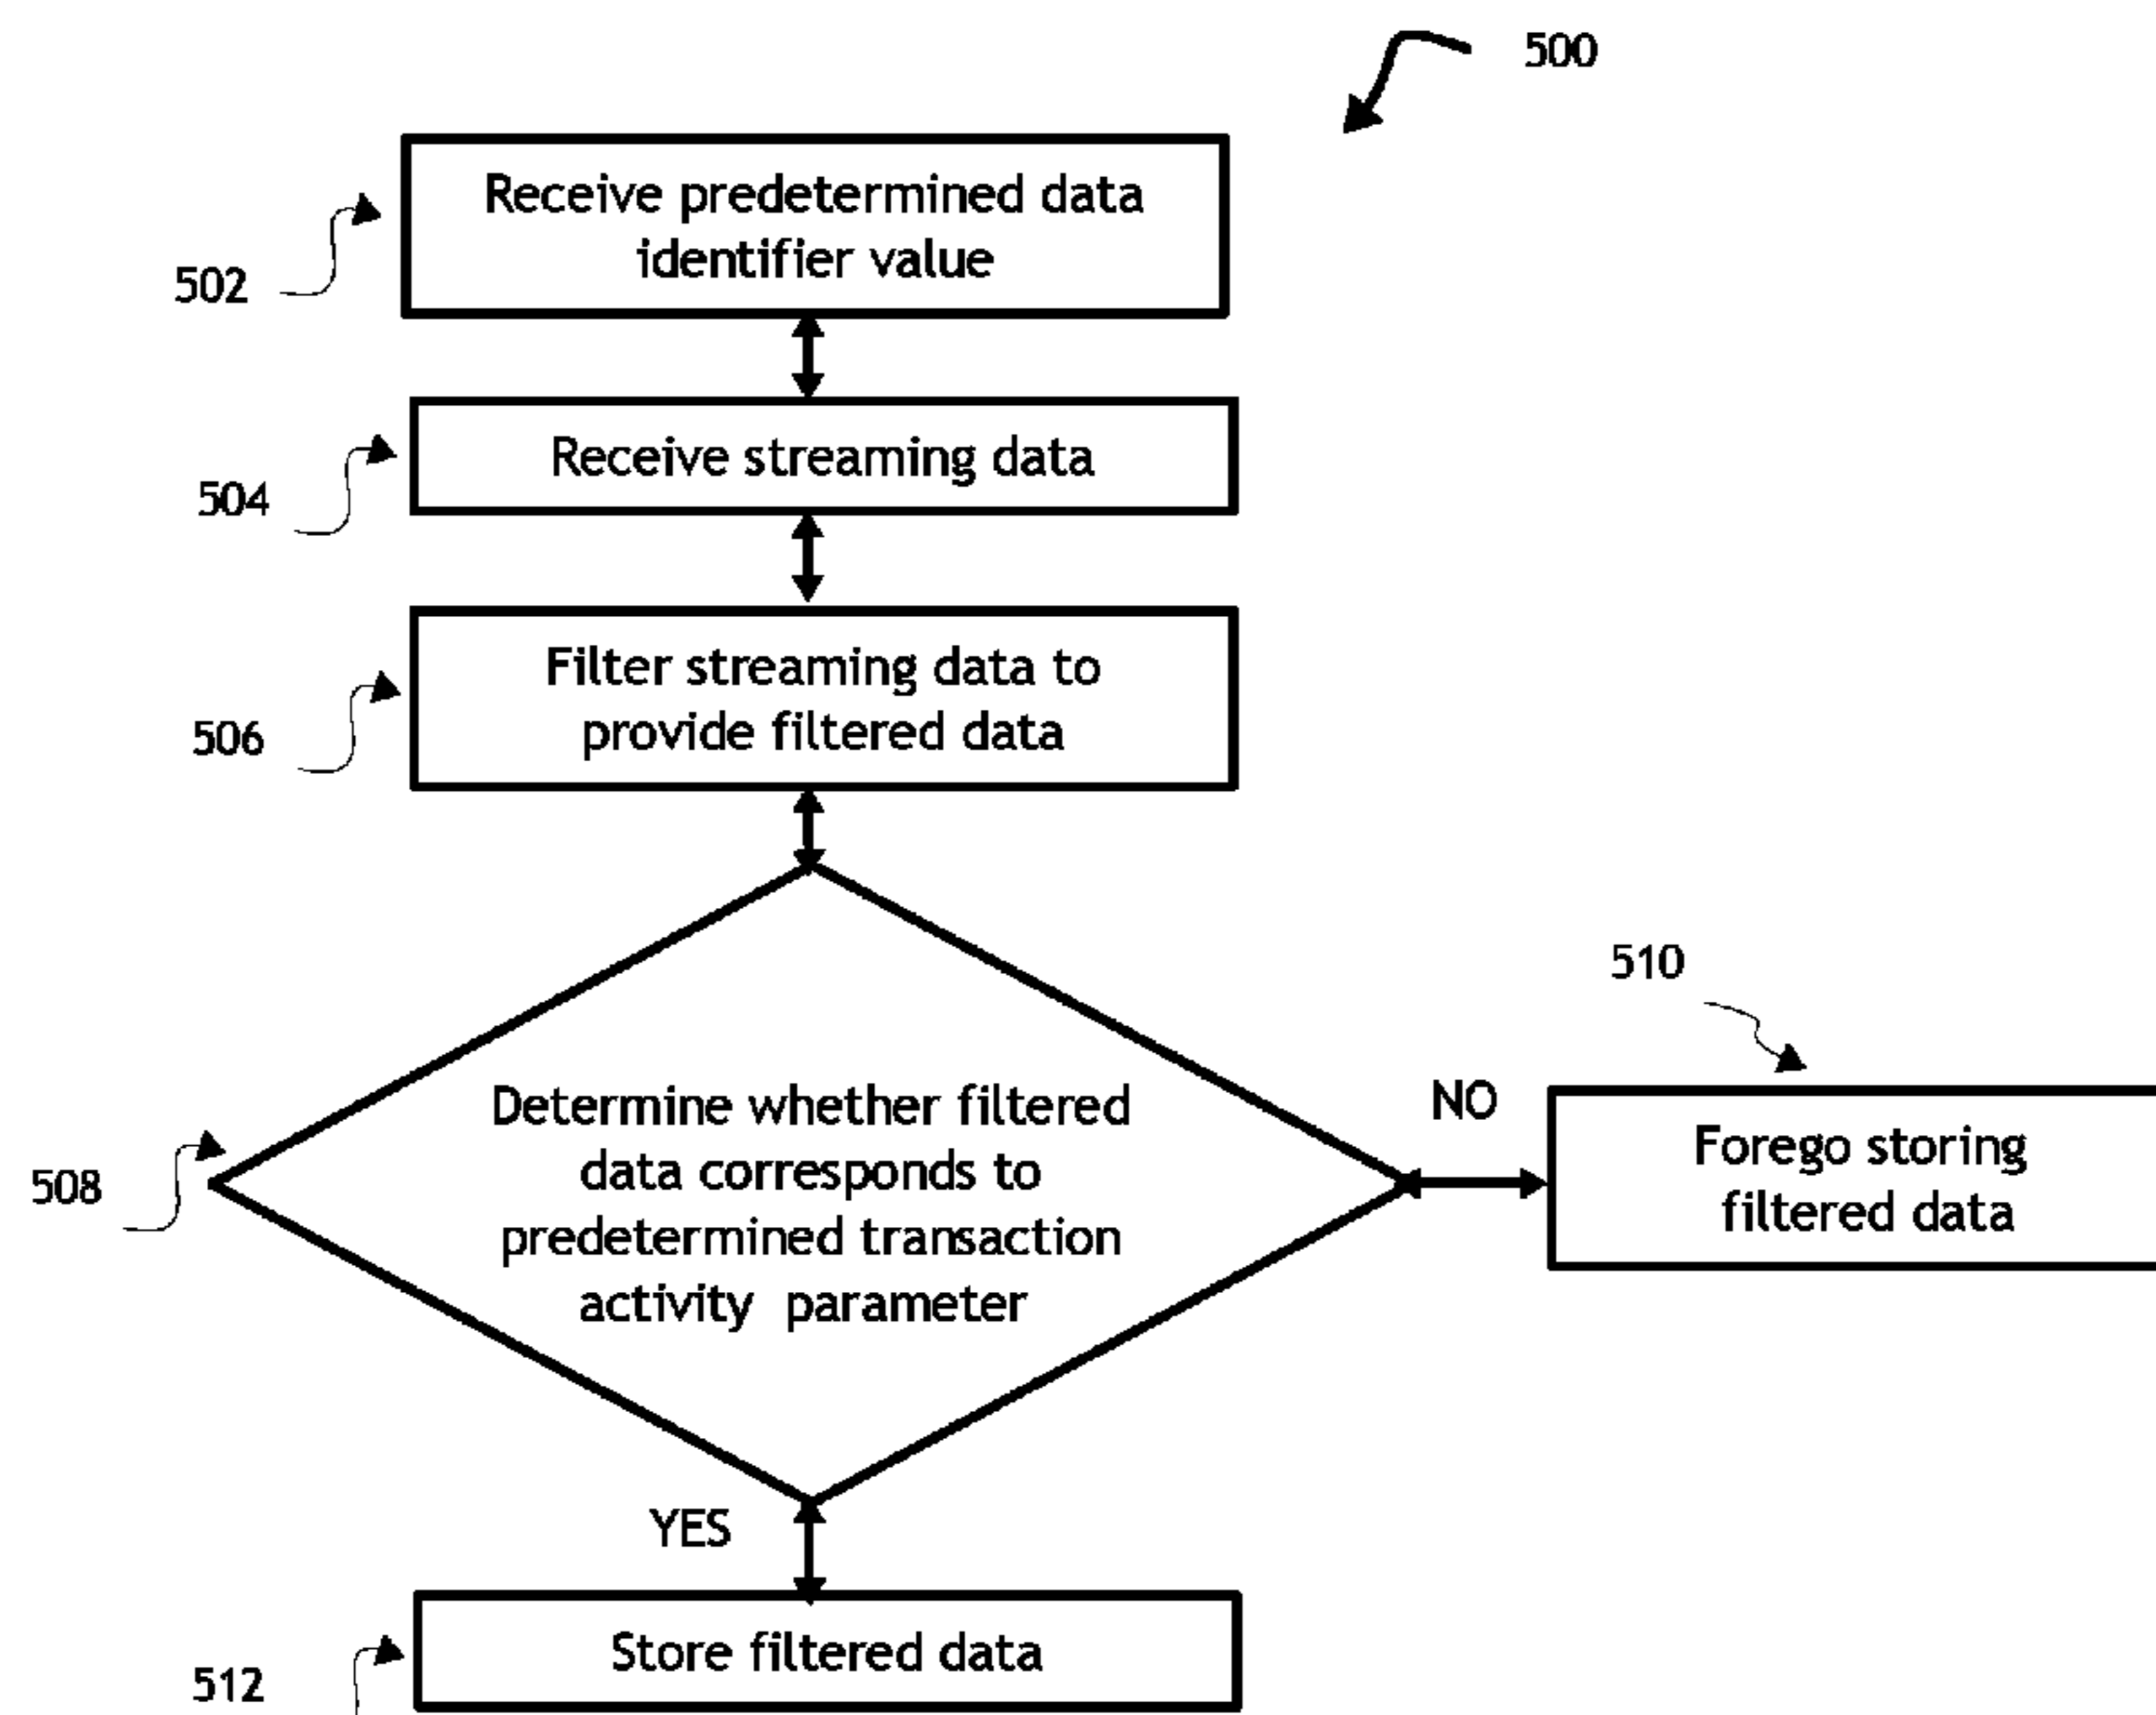 500
Receive predetermined data
identifier value
502
Receive streaming data
504
Filter streaming data to
provide filtered data
506
510
NO
Determine whether filtered
data corresponds to
predetermined transaction
activity parameter
508
Forego storing
filtered data
YES
Store filtered data
512